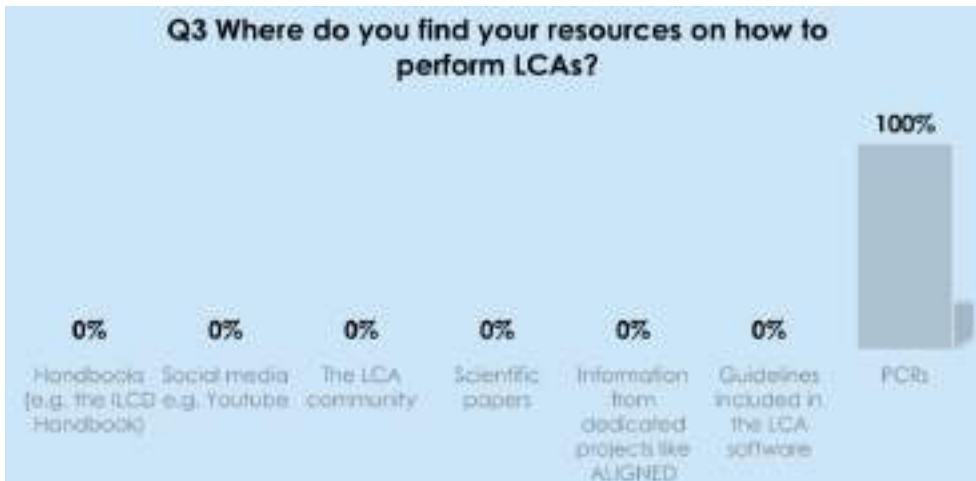 Q3 Where do you find your resources on how to
perform LCAs?
100%
0%
0%
0%
0%
0%
0%
Handbooks
(e.g. the ILCD
Handbook)
Social media
e.g. Youtube
The LCA
community
Scientific
papers
Information
from
dedicated
projects like
ALIGNED
Guidelines
included in
the LCA
software
PCRs